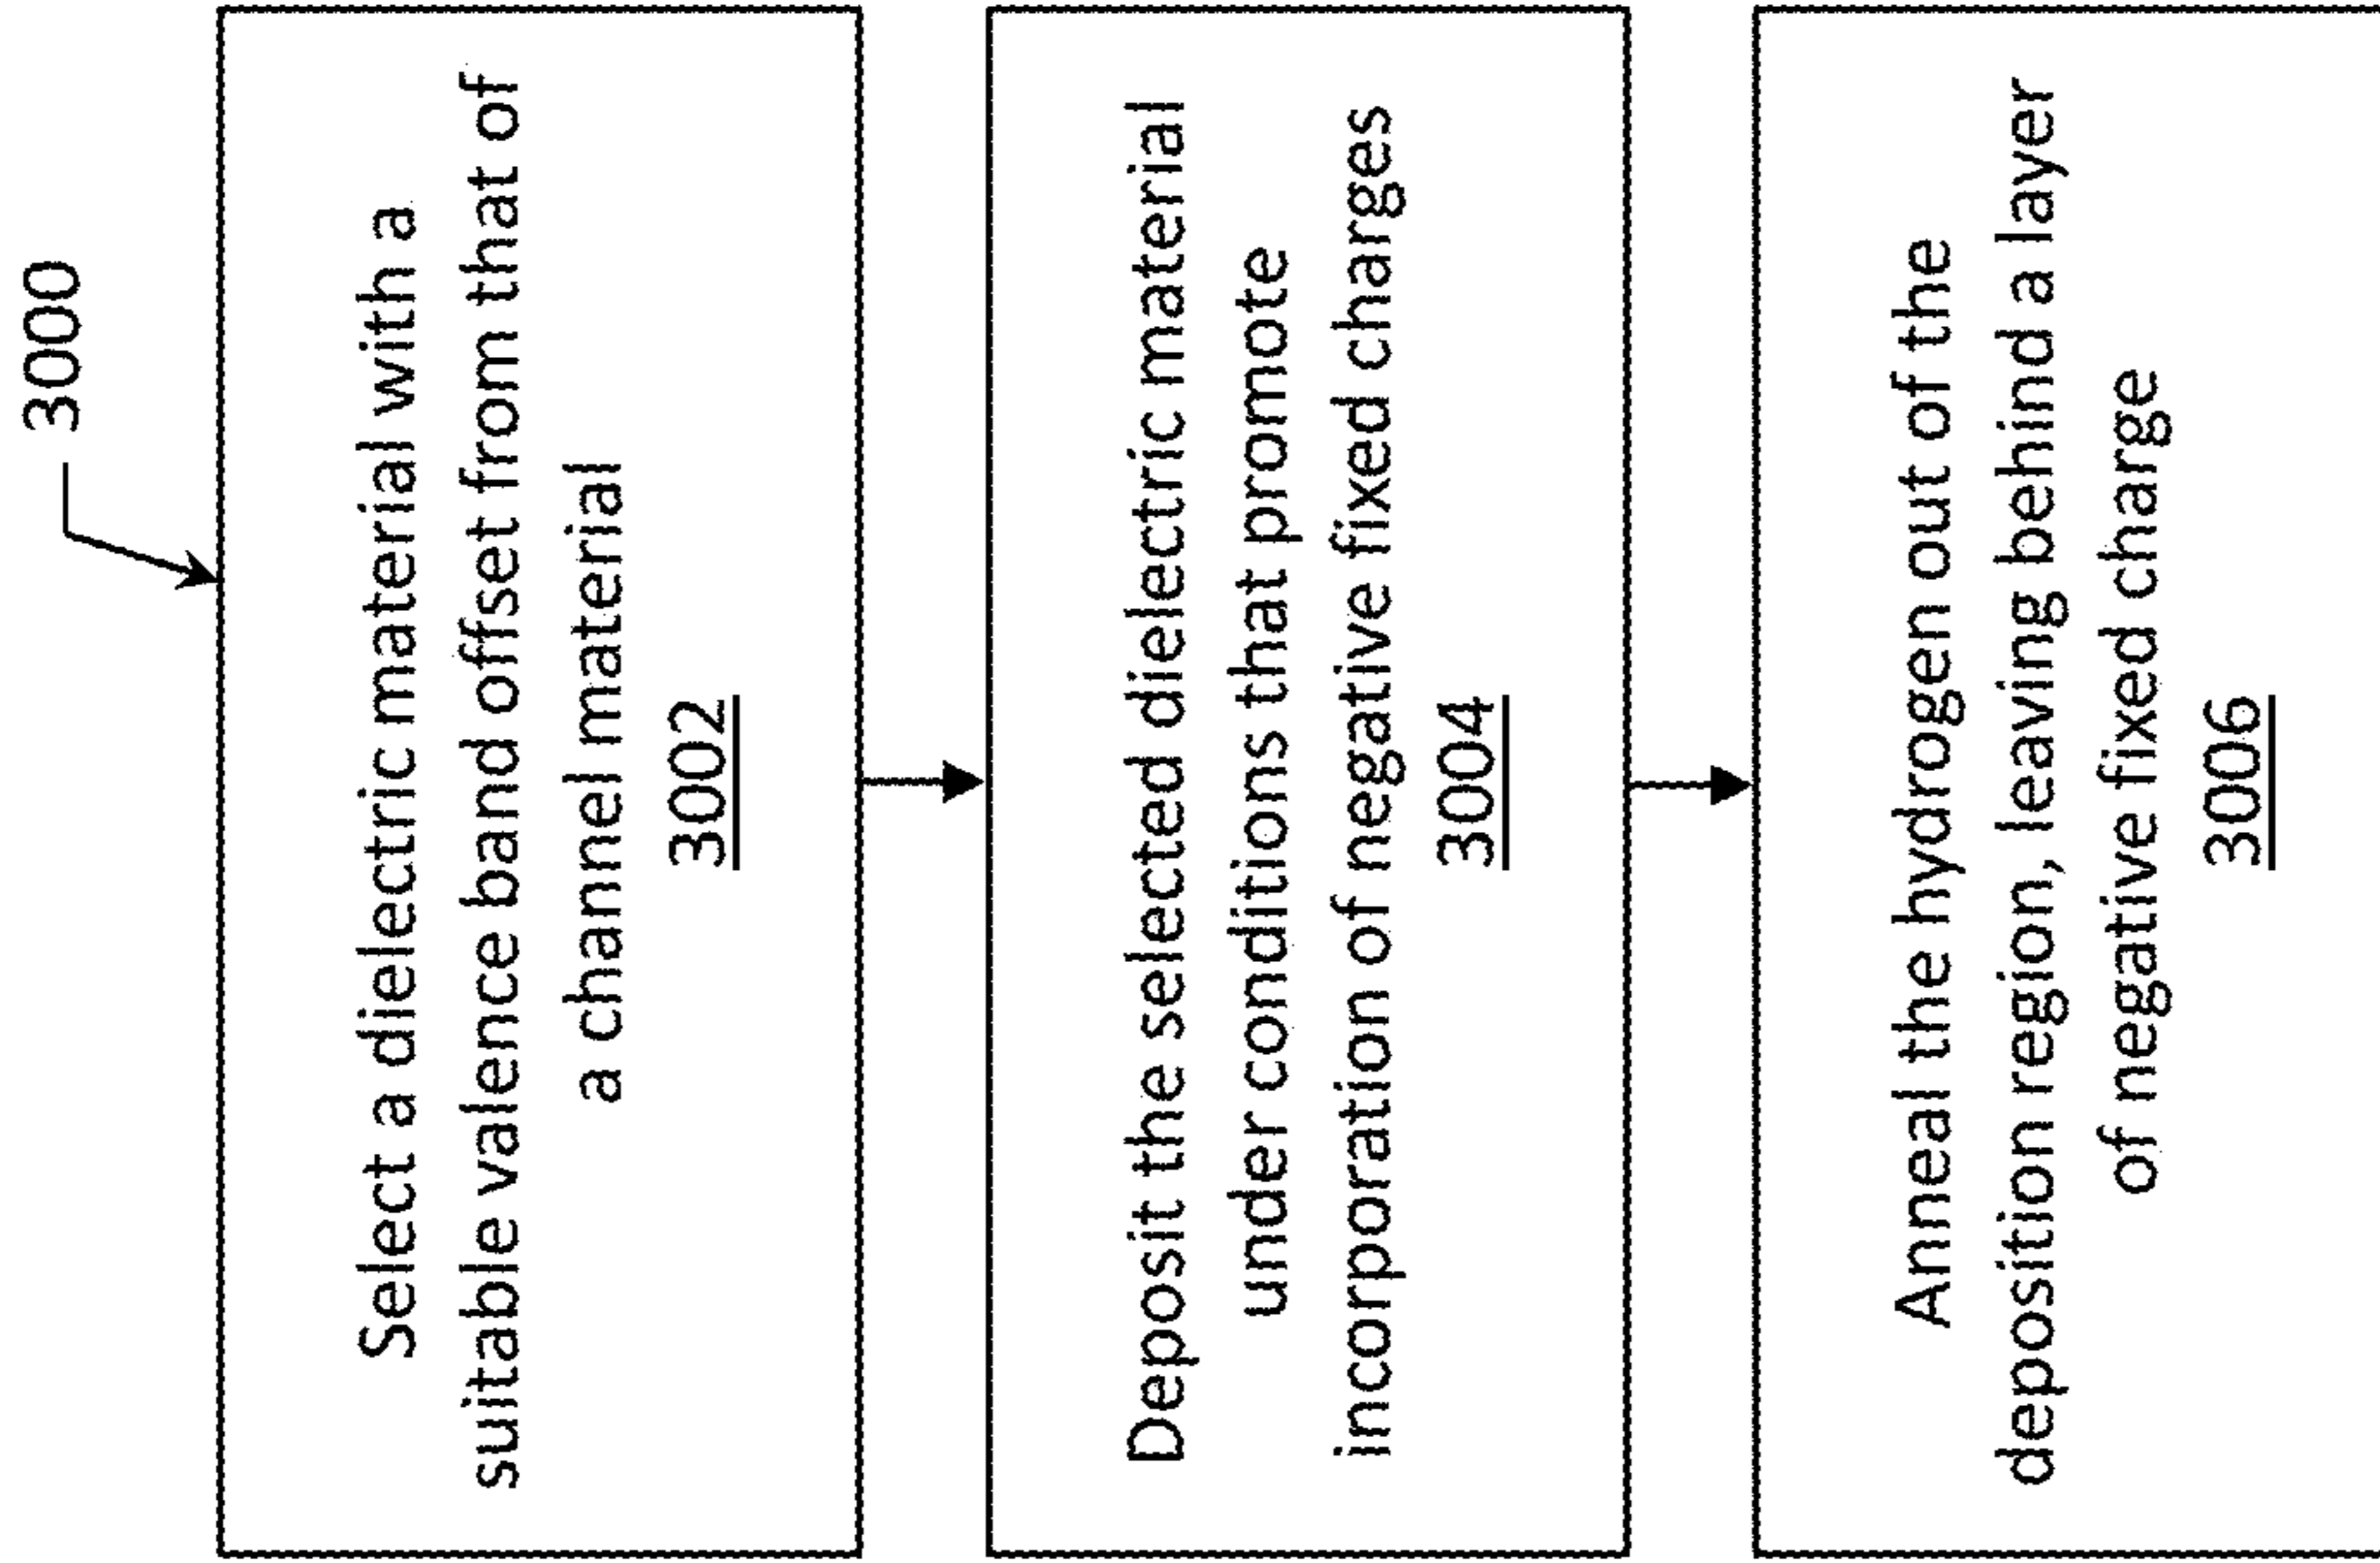 3000
Select a dielectric material with a
suitable valence band offset from that of
a channel material
3002
Deposit the selected dielectric material
under conditions that promote
incorporation of negative fixed charges
3004
Anneal the hydrogen out of the
deposition region, leaving behind a layer
of negative fixed charge
3006